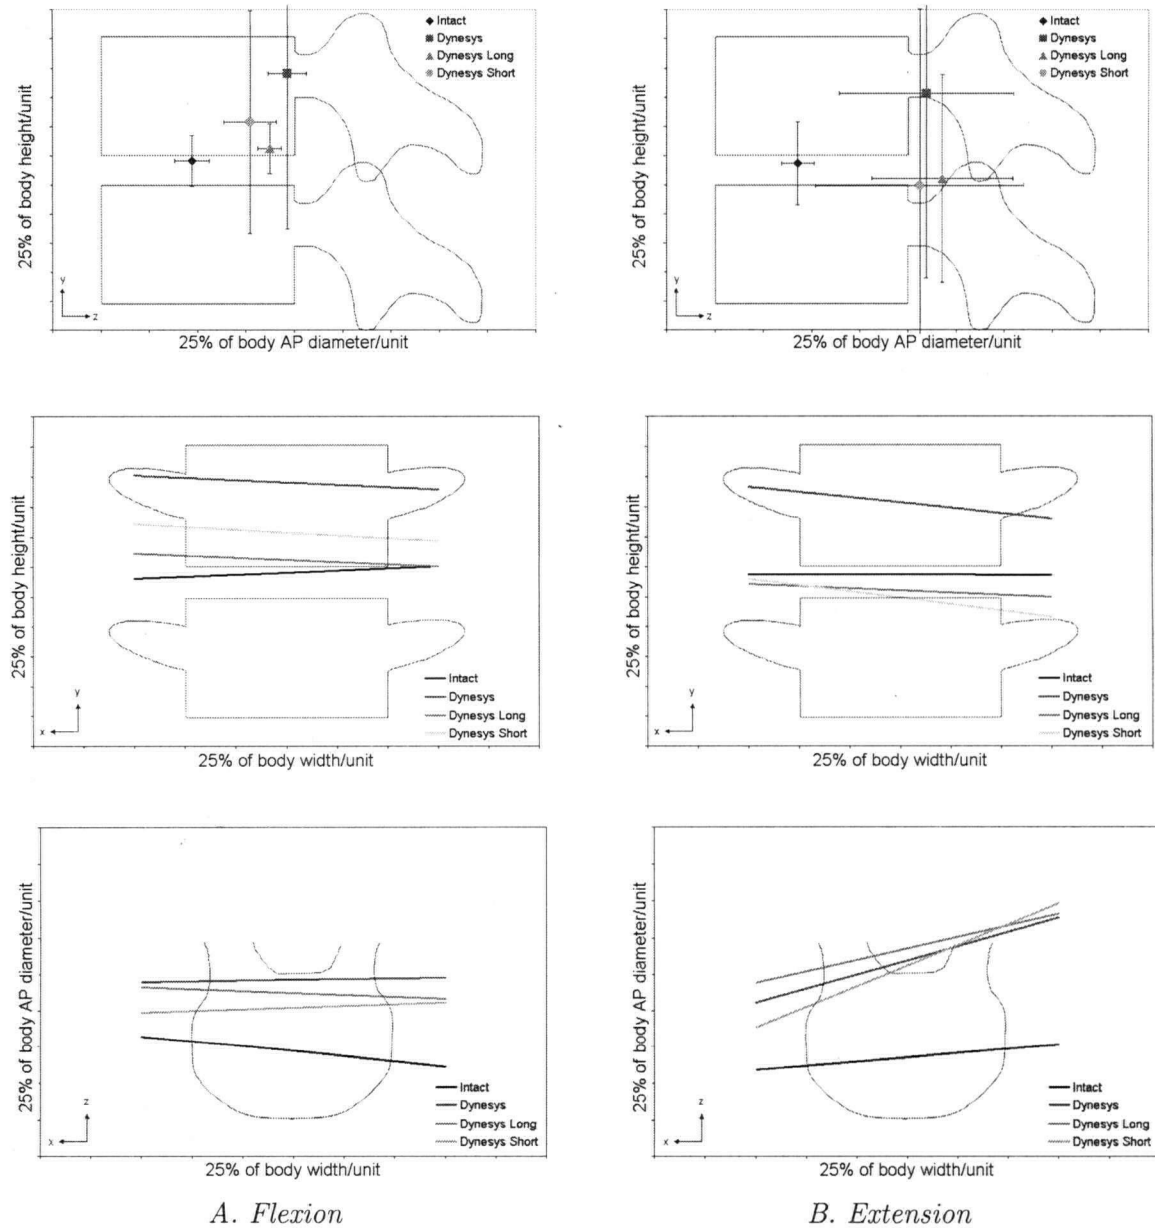 Intact
Dynesys
Dynesys Long
Dynesys Short
25% of body height/unit
y
z
25% of body AP diameter/unit
Intact
Dynesys
Dynesys Long
Dynesys Short
25% of body height/unit
y
z
25% of body AP diameter/unit
25% of body height/unit
y
x
Intact
Dynesys
Dynesys Long
Dynesys Short
25% of body width/unit
25% of body height/unit
y
x
Intact
Dynesys
Dynesys Long
Dynesys Short
25% of body width/unit
25% of body AP diameter/unit
z
x
Intact
Dynesys
Dynesys Long
Dynesys Short
25% of body width/unit
25% of body AP diameter/unit
z
x
Intact
Dynesys
Dynesys Long
Dynesys Short
25% of body width/unit
A. Flexion
B. Extension